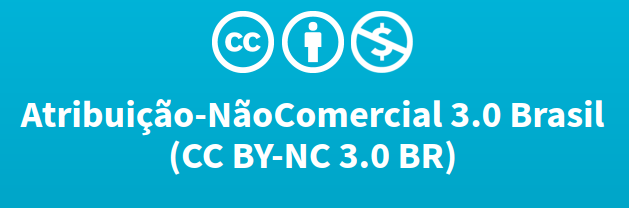 cc
Atribuição-NãoComercial 3.0 Brasil
(CC BY-NC 3.0 BR)